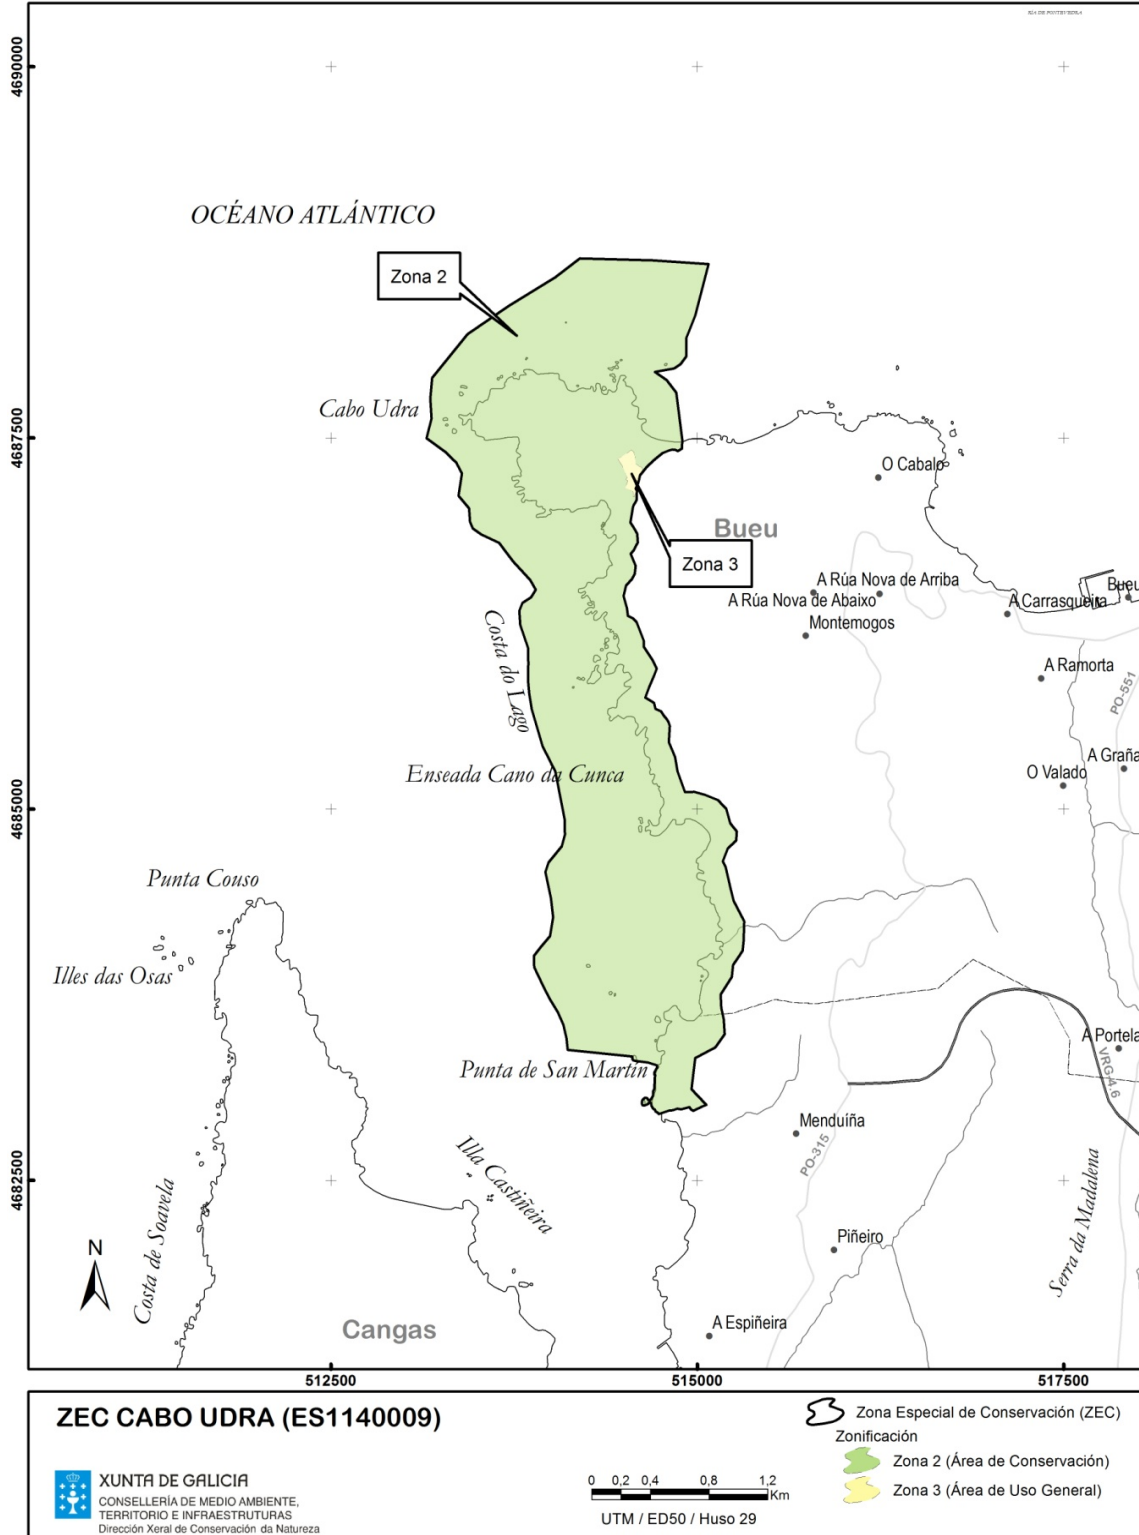 RIA DE PONTEVEDRA
4690000
OCÉANO ATLÁNTICO
Zona 2
Cabo Udra
4687500
O Cabalo
Bueu
Zona 3
A Rúa Nova de Arriba
Bueu
A Rúa Nova de Abaixo
A Carrasqueira
Montemogos
Costa do Lago
A Ramorta
PO-551
A Graña
Enseada Cano da Cunca
O Valado
4685000
Punta Couso
Illes das Osas
A Portela
Punta de San Martín
VRG-4.6
Menduíña
PO-315
Illa Castiñeira
4682500
Costa de Soavela
Serra da Madalena
Piñeiro
N
Cangas
A Espiñeira
512500
515000
517500
ZEC CABO UDRA (ES1140009)
Zona Especial de Conservación (ZEC)
Zonificación
Zona 2 (Área de Conservación)
Zona 3 (Área de Uso General)
XUNTA DE GALICIA
CONSELLERÍA DE MEDIO AMBIENTE,
TERRITORIO E INFRAESTRUTURAS
Dirección Xeral de Conservación da Natureza
0 0,2 0,4 0,8 1,2
Km
UTM / ED50 / Huso 29